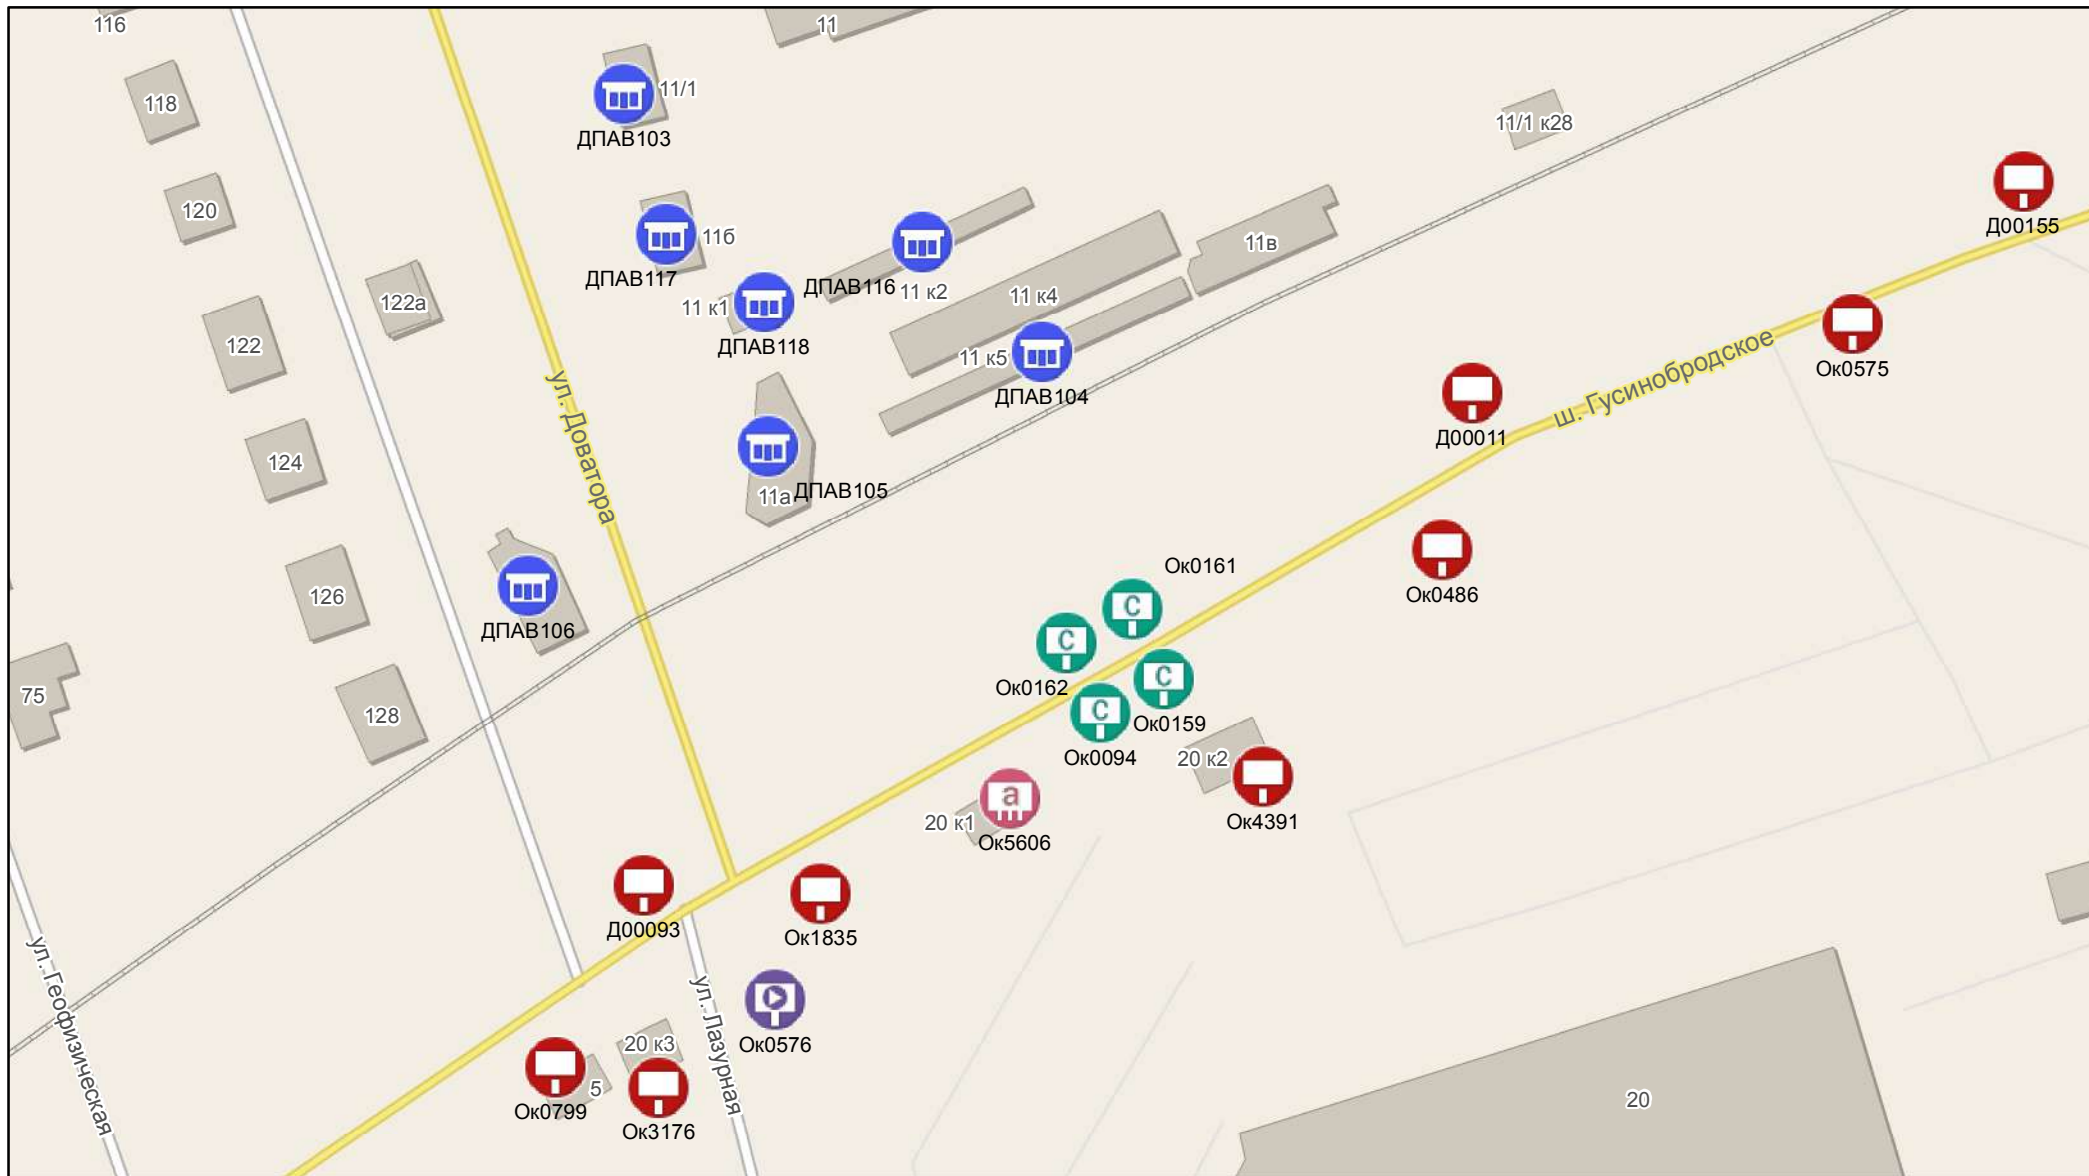 116
11
118
11/1
ДПАВ103
11/1 к28
120
11б
ДПАВ117
11в
Д00155
122а
11 к1
ДПАВ116
11 к2
11 к4
122
ДПАВ118
11 к5
ДПАВ104
ш. Гусинобродское
Ок0575
ул. Доватора
Д00011
124
11а
ДПАВ105
С
Ок0161
Ок0486
126
ДПАВ106
С
Ок0162
С
Ок0159
75
128
С
Ок0094
20 к2
Ок4391
а
20 к1
Ок5606
Д00093
Ок1835
ул. Геофизическая
ул. Лазурная
Ок0576
20 к3
5
Ок0799
Ок3176
20